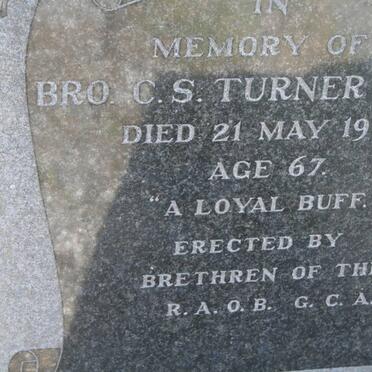 IN
MEMORY OF
BRO. C. S. TURNER
DIED 21 MAY 19
AGE 67.
"A LOYAL BUFF.
ERECTED BY
BRETHREN OF THE
R. A. O. B. G. C. A.